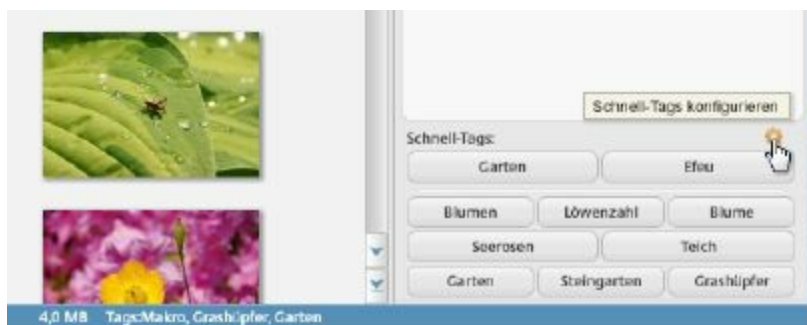 Schnell-Tags konfigurieren
Schnell-Tags:
Garten Efeu
Blumen Löwenzahl Blume
Seerosen Teich
Garten Steingarten Grashüpfer
4,0 MB Tags:Makro, Grashüpfer, Garten